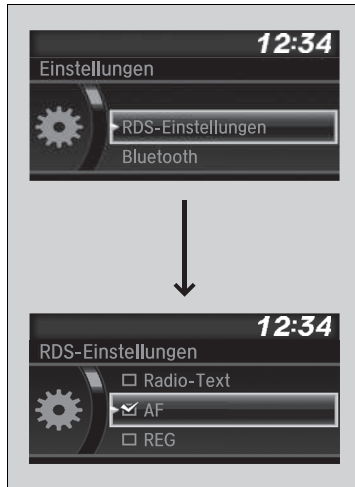 12:34
Einstellungen
RDS-Einstellungen
Bluetooth
12:34
RDS-Einstellungen
Radio-Text
AF
REG